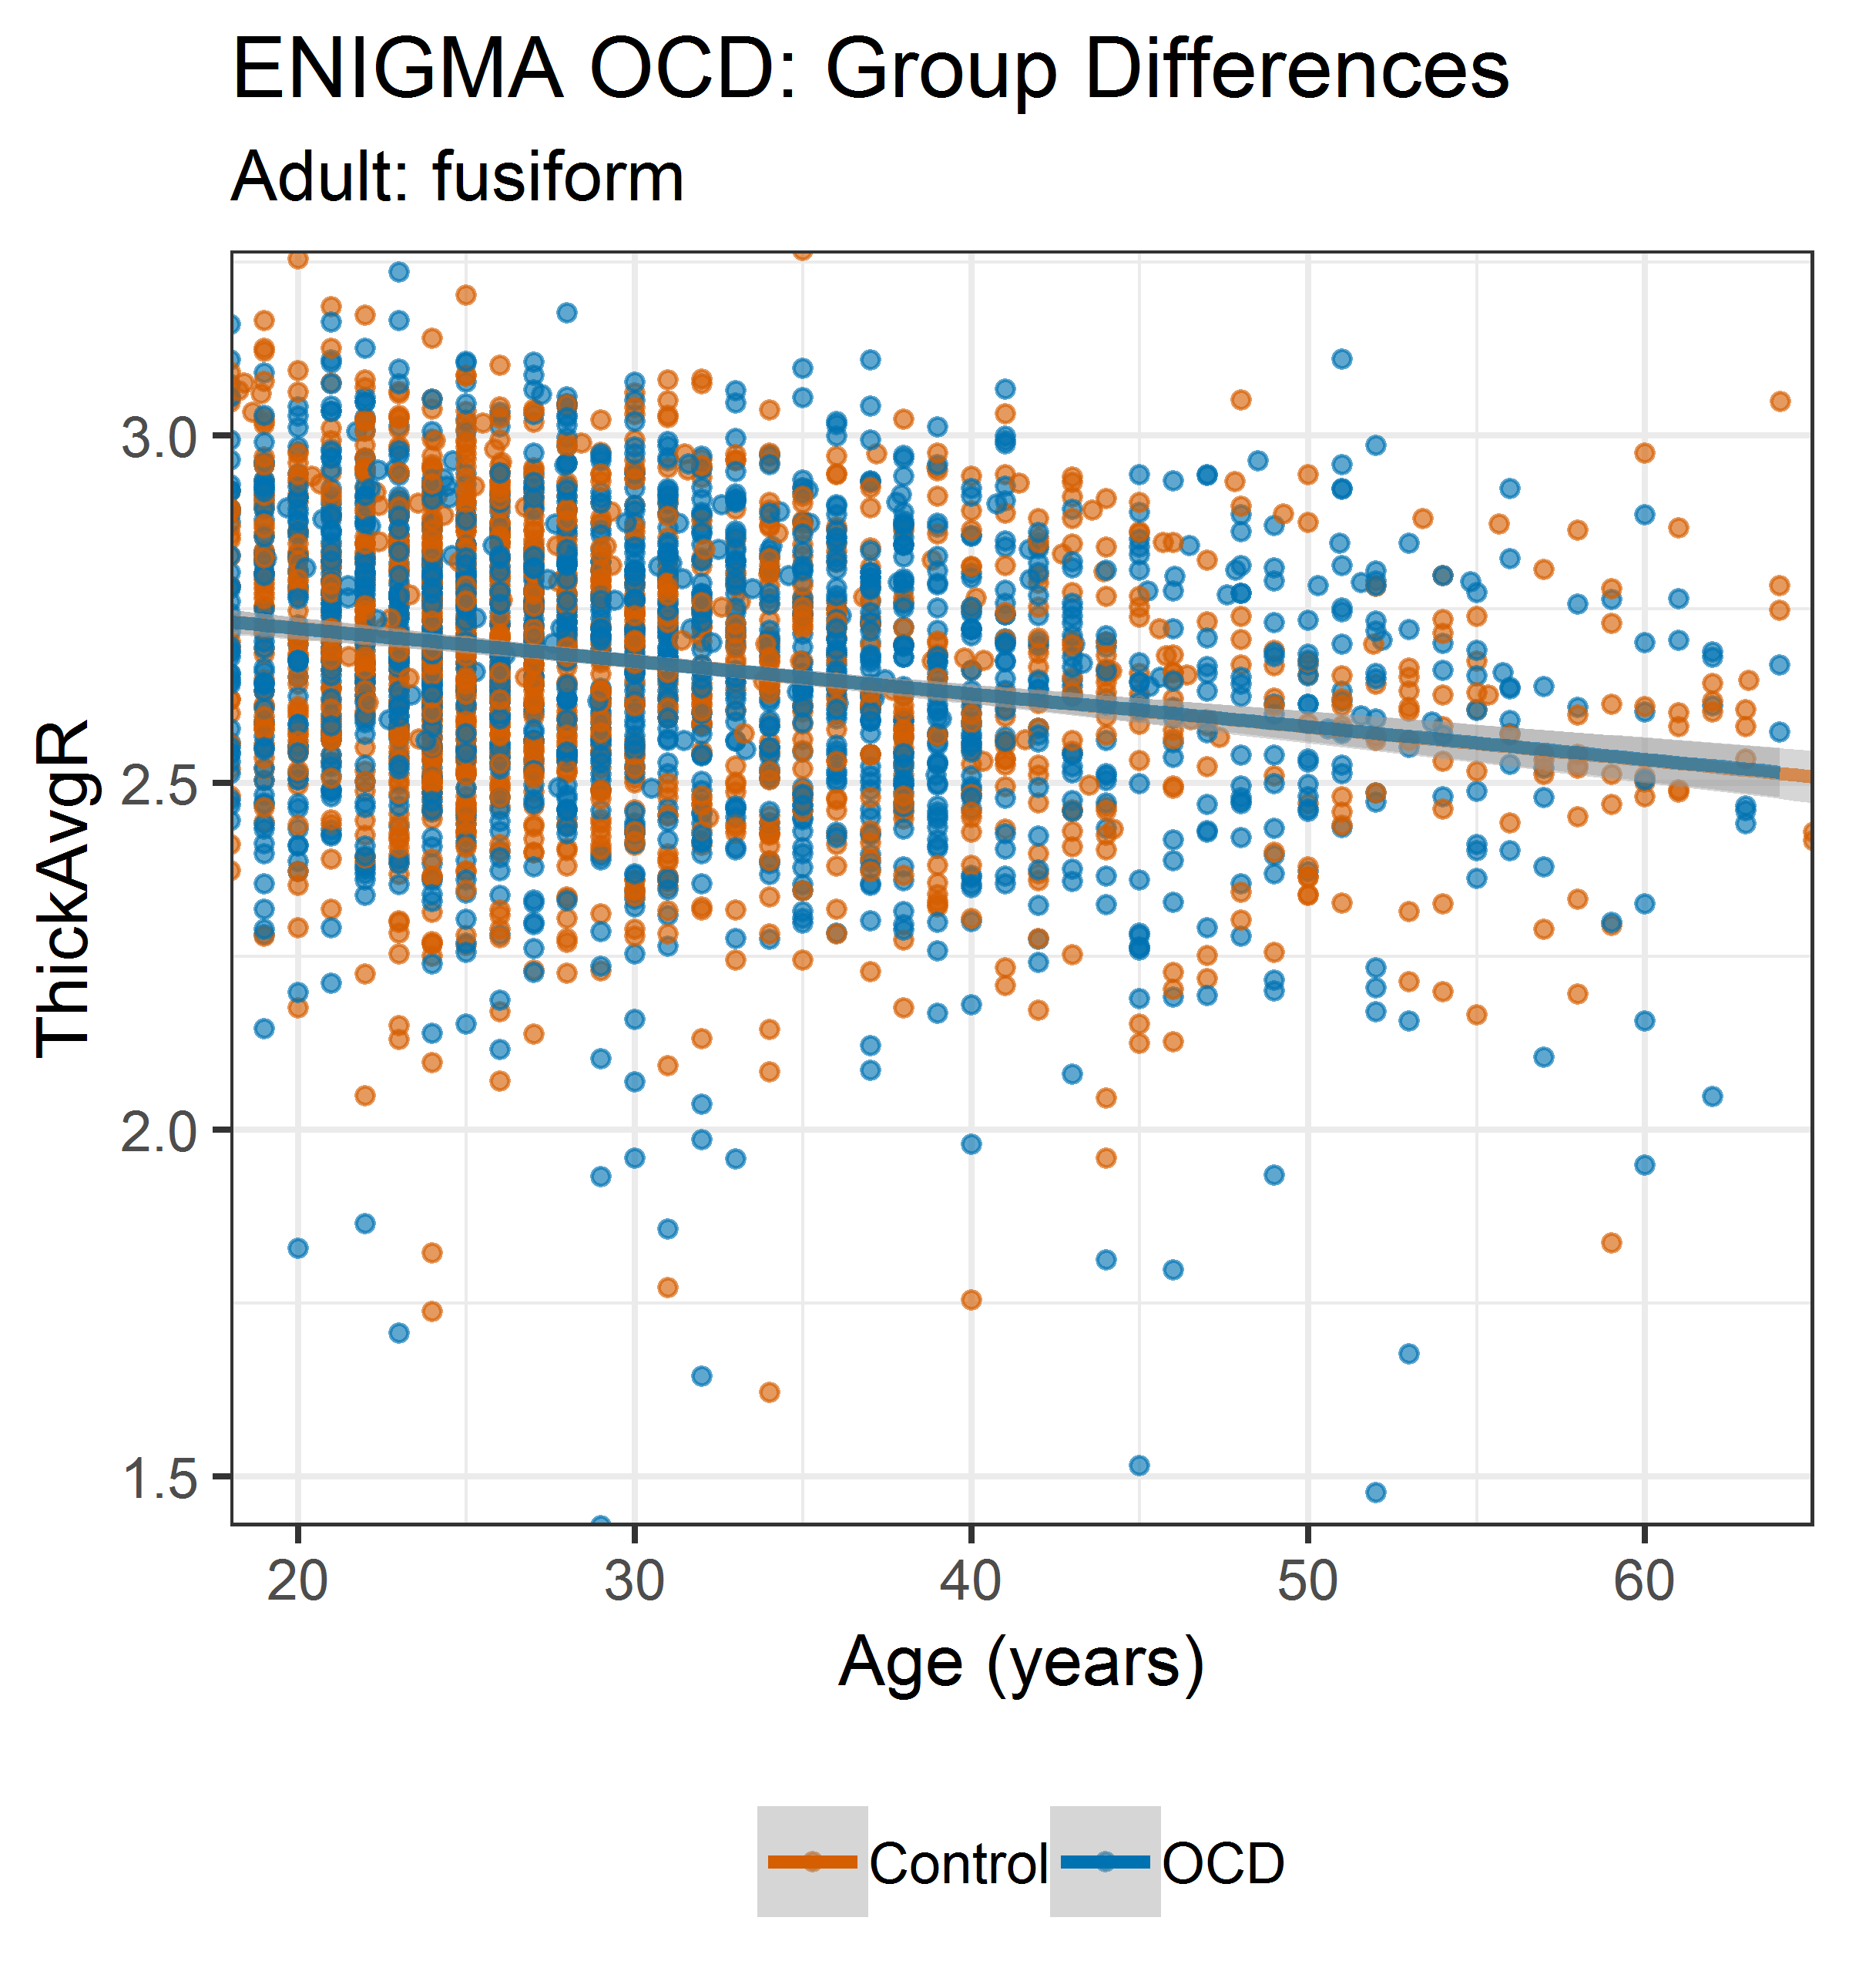 ENIGMA OCD: Group Differences
Adult: fusiform
ThickAvgR
3.0
2.5
2.0
1.5
20 30 40 50 60
Age (years)
Control OCD